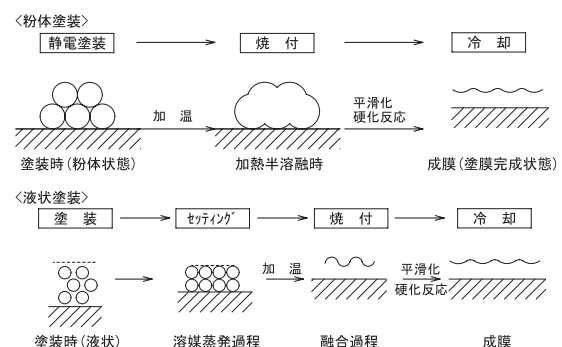 <粉体塗装>
静電塗装 焼付 冷却
加温
平滑化
硬化反応
塗装時(粉体状態) 加熱半溶融時 成膜(塗膜完成状態)
<液状塗装>
塗装 ｾｯﾃｨﾝｸﾞ 焼付 冷却
加温 平滑化
硬化反応
塗装時(液状) 溶媒蒸発過程 融合過程 成膜